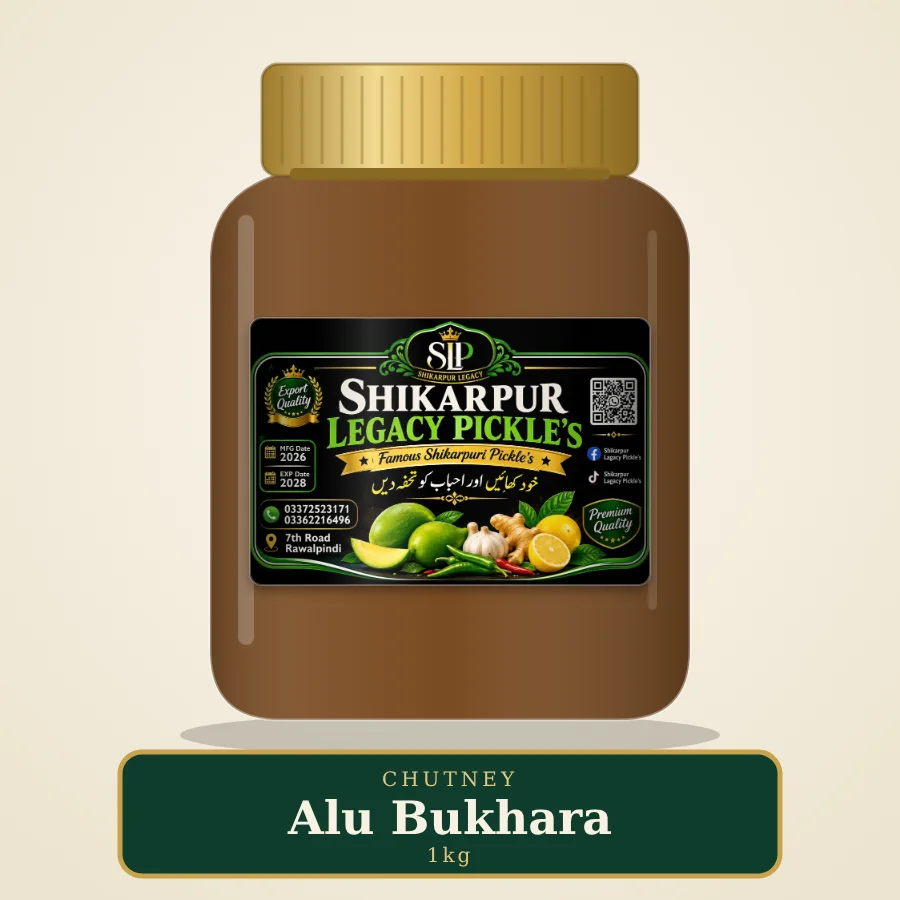 SLP
SHIKARPUR LEGACY
SHIKARPUR
LEGACY PICKLE'S
Famous Shikarpuri Pickle's
خود کھائیں اور احباب کو تحفہ دیں
Export
Quality
MFG Date
2026
EXP Date
2028
03372523171
03362216496
7th Road
Rawalpindi
Shikarpur
Legacy Pickle's
Shikarpur
Legacy Pickle's
Premium
Quality
CHUTNEY
Alu Bukhara
1kg